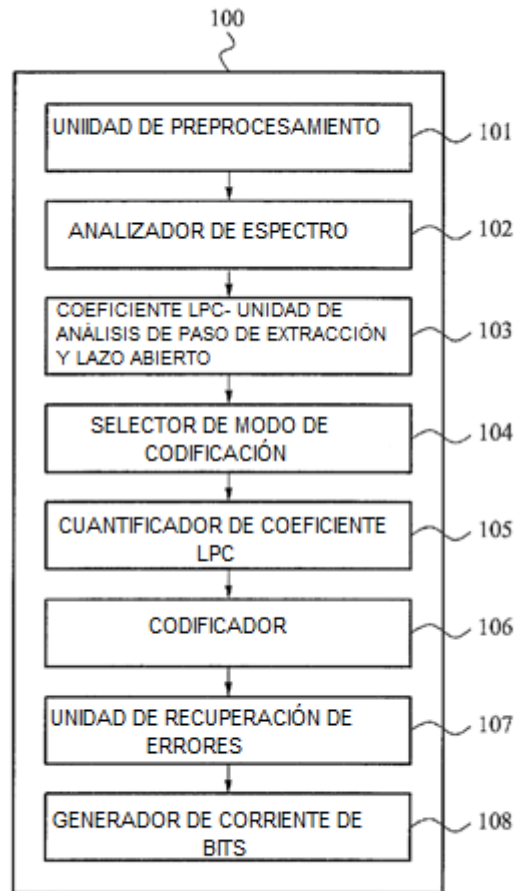 100
UNIIDAD DE PREPROCESAMIENTO
101
ANALIZADOR DE ESPECTRO
102
COEFICIENTE LPC- UNIDAD DE
ANÁLISIS DE PASO DE EXTRACCIÓN
Y LAZO ABIERTO
103
SELECTOR DE MODO DE
CODIFICACIÓN
104
CUANTIFICADOR DE COEFICIENTE
LPC
105
CODIFICADOR
106
UNIDAD DE RECUPERACIÓN DE
ERRORES
107
GENERADOR DE CORRIENTE DE
BITS
108